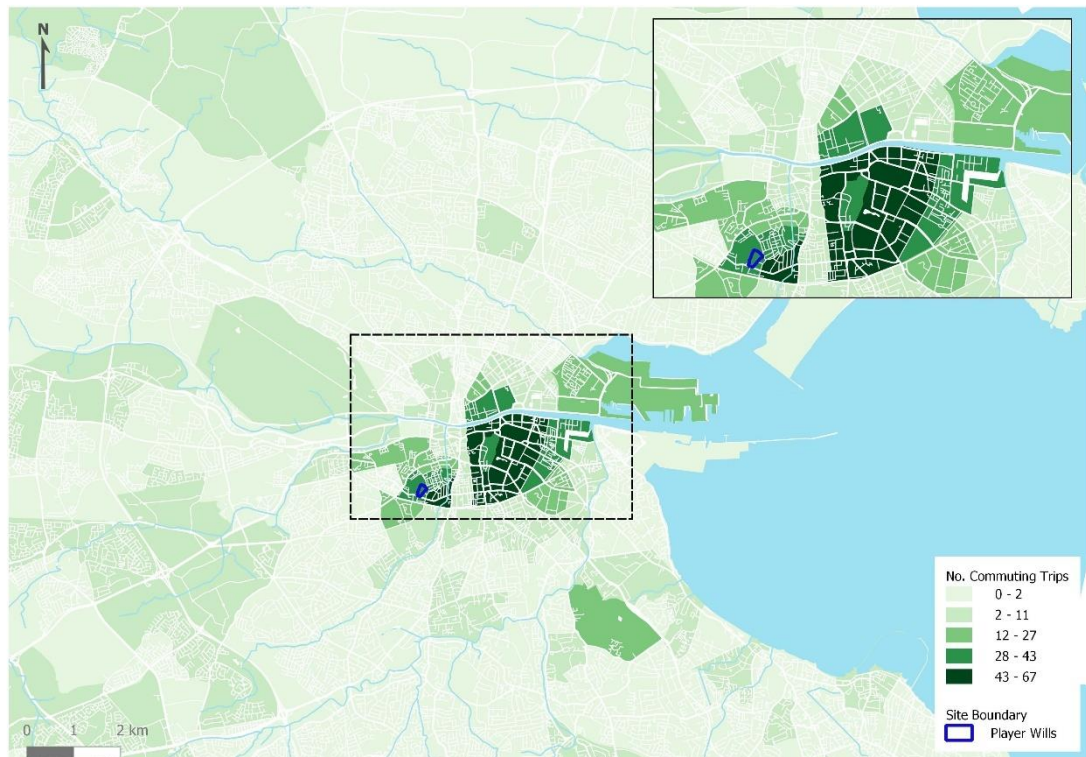 N
No. Commuting Trips
0 - 2
2 - 11
12 - 27
28 - 43
43 - 67
Site Boundary
Player Wills
0 1 2 km